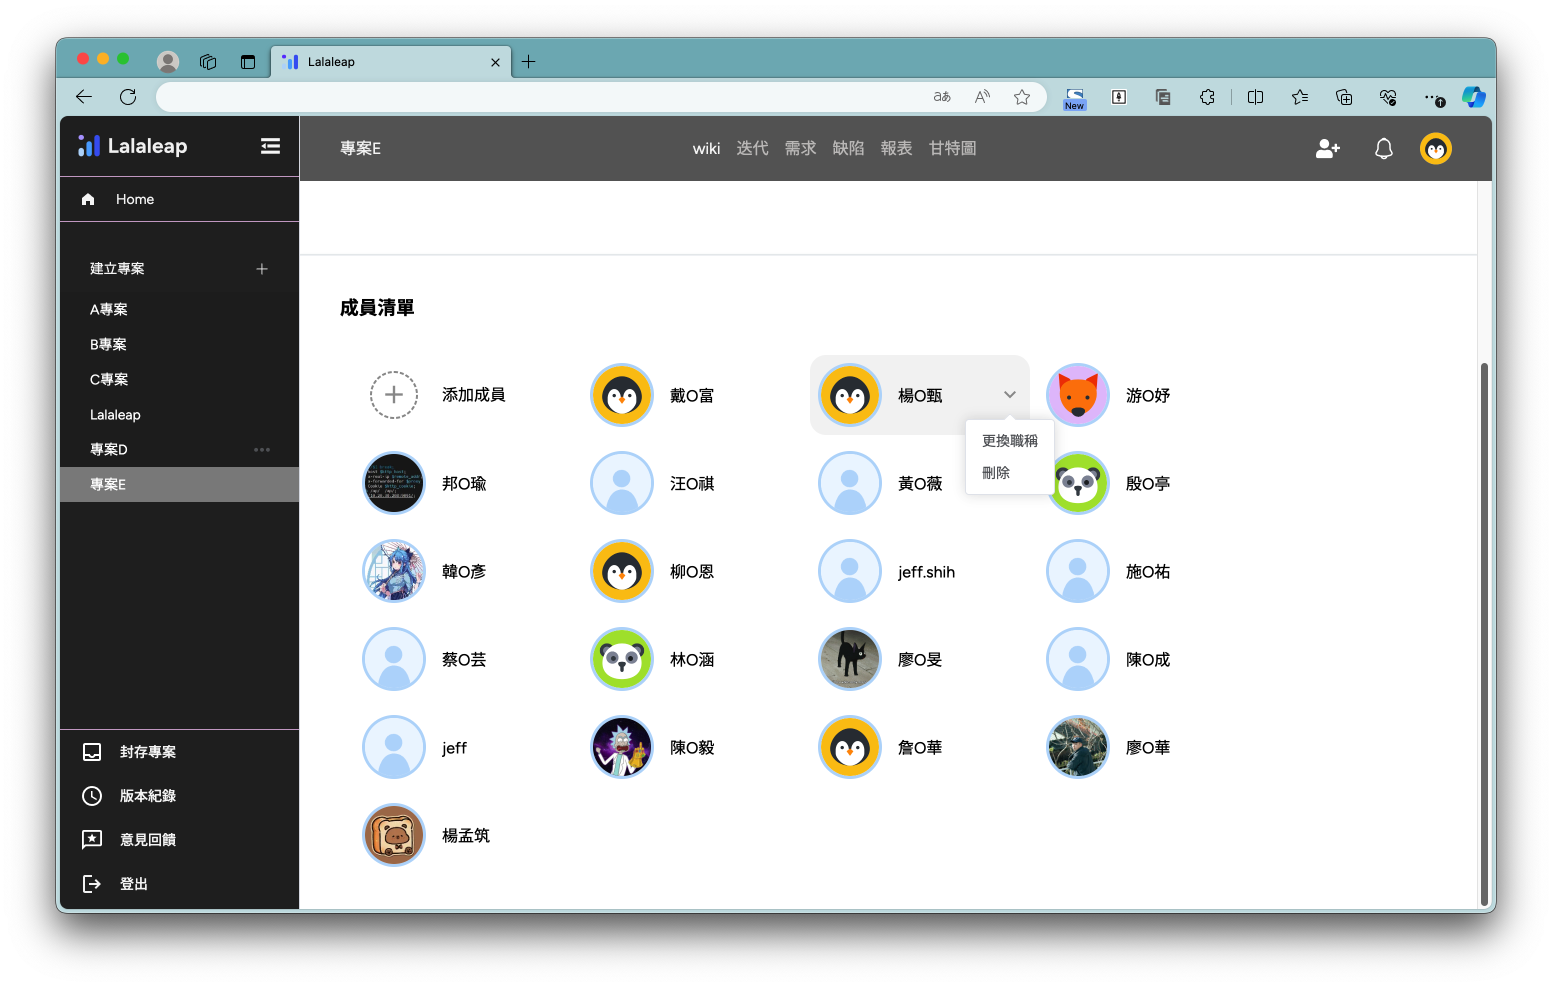 Lalaleap
aあ
A
New
Lalaleap
專案E
wiki 迭代 需求 缺陷 報表 甘特圖
Home
建立專案
A專案
B專案
C專案
Lalaleap
專案D
專案E
封存專案
版本紀錄
意見回饋
登出
成員清單
添加成員
戴O富
楊O甄
游O妤
更換職稱
刪除
邦O瑜
汪O祺
黃O薇
殷O亭
韓O彥
柳O恩
jeff.shih
施O祐
蔡O芸
林O涵
廖O旻
陳O成
jeff
陳O毅
詹O華
廖O華
楊孟筑